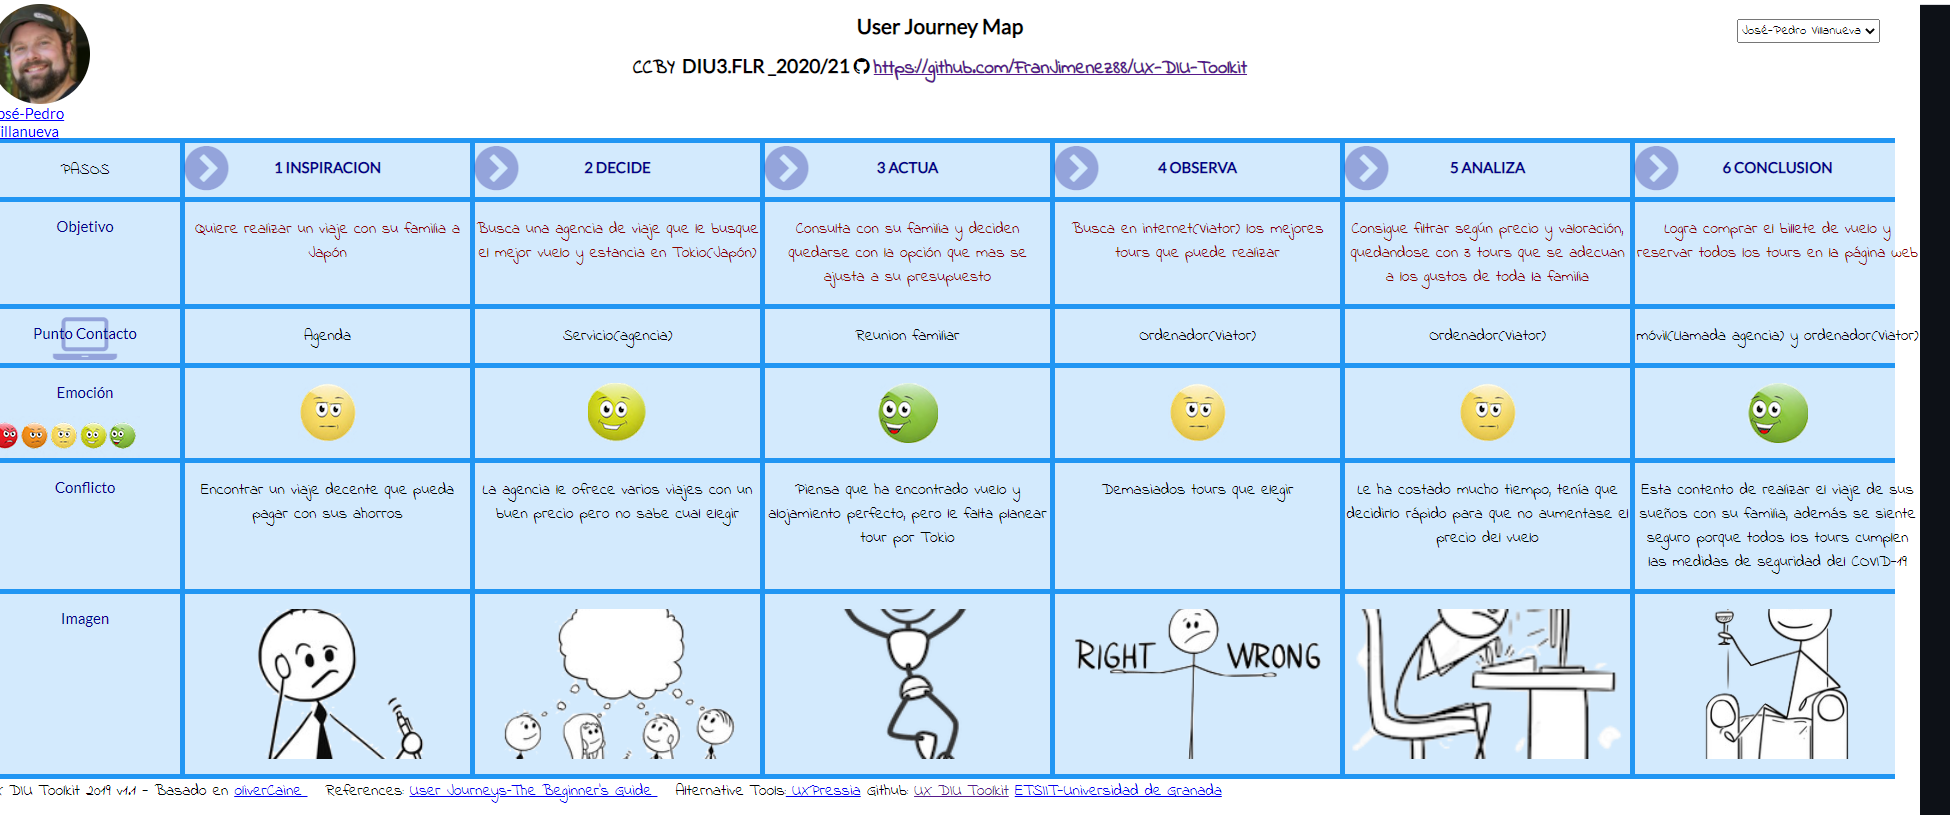 User Journey Map
José-Pedro Villanueva
CCBY DIU3.FLR_2020/21 https://github.com/FranJimenez88/UX-DIU-Toolkit
osé-Pedro
illanueva
PASOS
1 INSPIRACION
2 DECIDE
3 ACTUA
4 OBSERVA
5 ANALIZA
6 CONCLUSION
Objetivo
Quiere realizar un viaje con su familia a
Japón
Busca una agencia de viaje que le busque
el mejor vuelo y estancia en Tokio(Japón)
Consulta con su familia y deciden
quedarse con la opción que mas se
ajusta a su presupuesto
Busca en internet(Viator) los mejores
tours que puede realizar
Consigue filtrar según precio y valoración,
quedandose con 3 tours que se adecuan
a los gustos de toda la familia
Logra comprar el billete de vuelo y
reservar todos los tours en la página web
Punto Contacto
Agenda
Servicio(agencia)
Reunion familiar
Ordenador(Viator)
Ordenador(Viator)
móvil(Llamada agencia) y ordenador(Viator)
Emoción
Conflicto
Encontrar un viaje decente que pueda
pagar con sus ahorros
La agencia le ofrece varios viajes con un
buen precio pero no sabe cual elegir
Piensa que ha encontrado vuelo y
alojamiento perfecto, pero le falta planear
tour por Tokio
Demasiados tours que elegir
Le ha costado mucho tiempo, tenía que
decidirlo rápido para que no aumentase el
precio del vuelo
Esta contento de realizar el viaje de sus
sueños con su familia, además se siente
seguro porque todos los tours cumplen
las medidas de seguridad del COVID-19
Imagen
RIGHT WRONG
DIU Toolkit 2019 v1.1 - Basado en oliverCaine References: User Journeys-The Beginner's Guide Alternative Tools: UXPressia Github: UX DIU Toolkit ETSIIT-Universidad de Granada